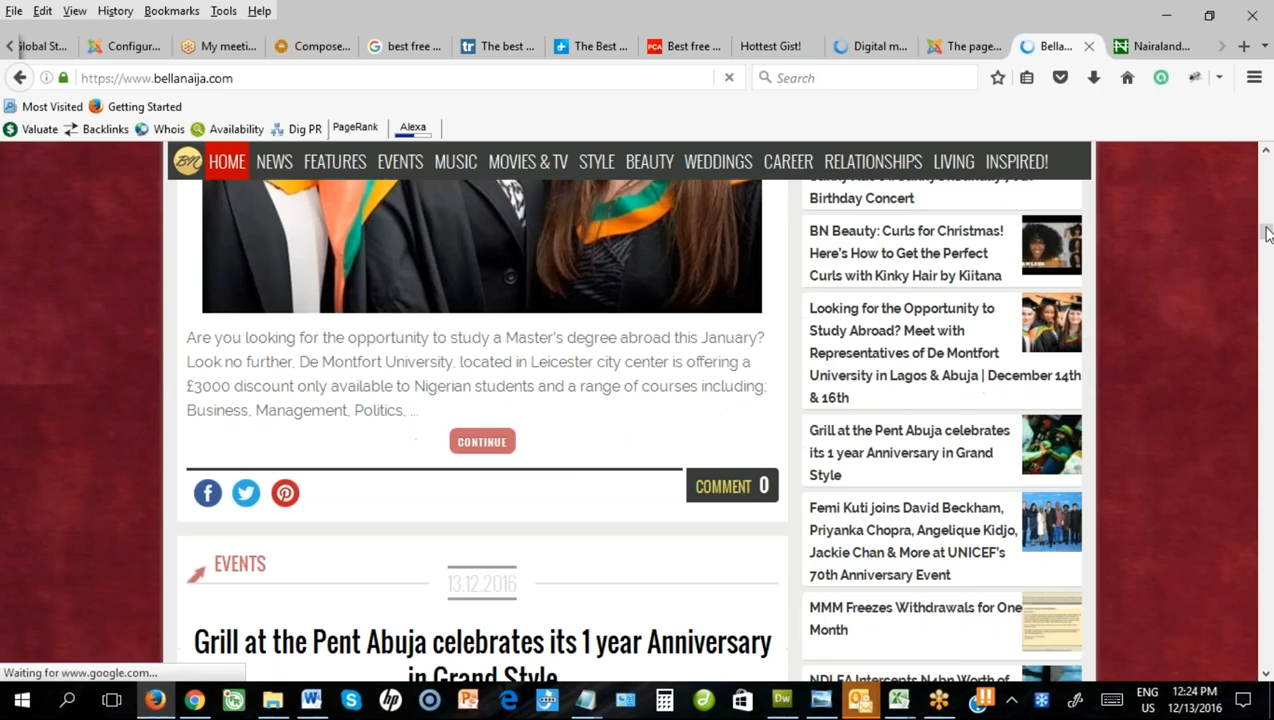 File Edit View History Bookmarks Tools Help
lobal St... Configur... My meeti... Compose... best free ... The best ... The Best ... Best free ... Hottest Gist! Digital m... The page... Bella... Nairaland...
https://www.bellanaija.com Search
Most Visited Getting Started
Valuate Backlinks Whois Availability Dig PR PageRank Alexa
BN HOME NEWS FEATURES EVENTS MUSIC MOVIES & TV STYLE BEAUTY WEDDINGS CAREER RELATIONSHIPS LIVING INSPIRED!
Birthday Concert
BN Beauty: Curls for Christmas!
Here's How to Get the Perfect
Curls with Kinky Hair by Kiitana
Looking for the Opportunity to
Study Abroad? Meet with
Representatives of De Montfort
University in Lagos & Abuja | December 14th
& 16th
Are you looking for the opportunity to study a Master's degree abroad this January?
Look no further, De Montfort University, located in Leicester city center is offering a
£3000 discount only available to Nigerian students and a range of courses including:
Business, Management, Politics, ...
CONTINUE
COMMENT 0
Grill at the Pent Abuja celebrates
its 1 year Anniversary in Grand
Style
Femi Kuti joins David Beckham,
Priyanka Chopra, Angelique Kidjo,
Jackie Chan & More at UNICEF's
70th Anniversary Event
MMM Freezes Withdrawals for One
Month
EVENTS
13.12.2016
Grill at the Pent Abuja celebrates its 1 year Anniversary
in Grand Style
NDLEA Intercepts N4bn Worth of
Waiting for www.google.com...
ENG 12:24 PM
US 12/13/2016